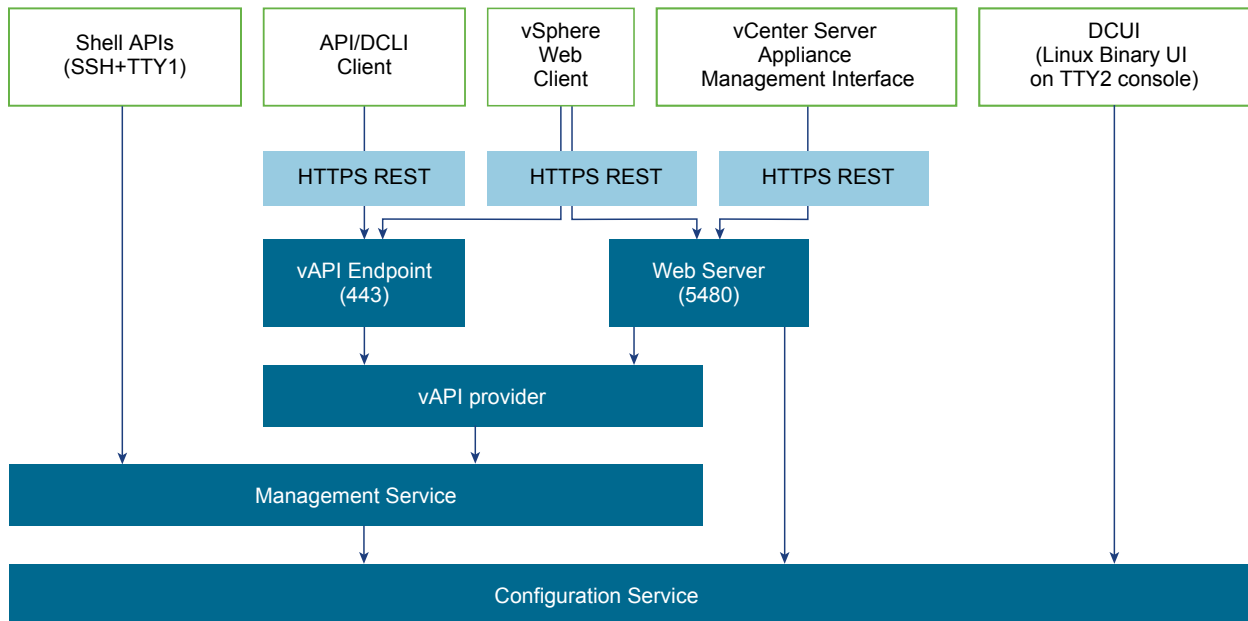 Shell APIs
(SSH+TTY1)
API/DCLI
Client
vSphere
Web
Client
vCenter Server
Appliance
Management Interface
DCUI
(Linux Binary UI
on TTY2 console)
HTTPS REST
HTTPS REST
HTTPS REST
vAPI Endpoint
(443)
Web Server
(5480)
vAPI provider
Management Service
Configuration Service